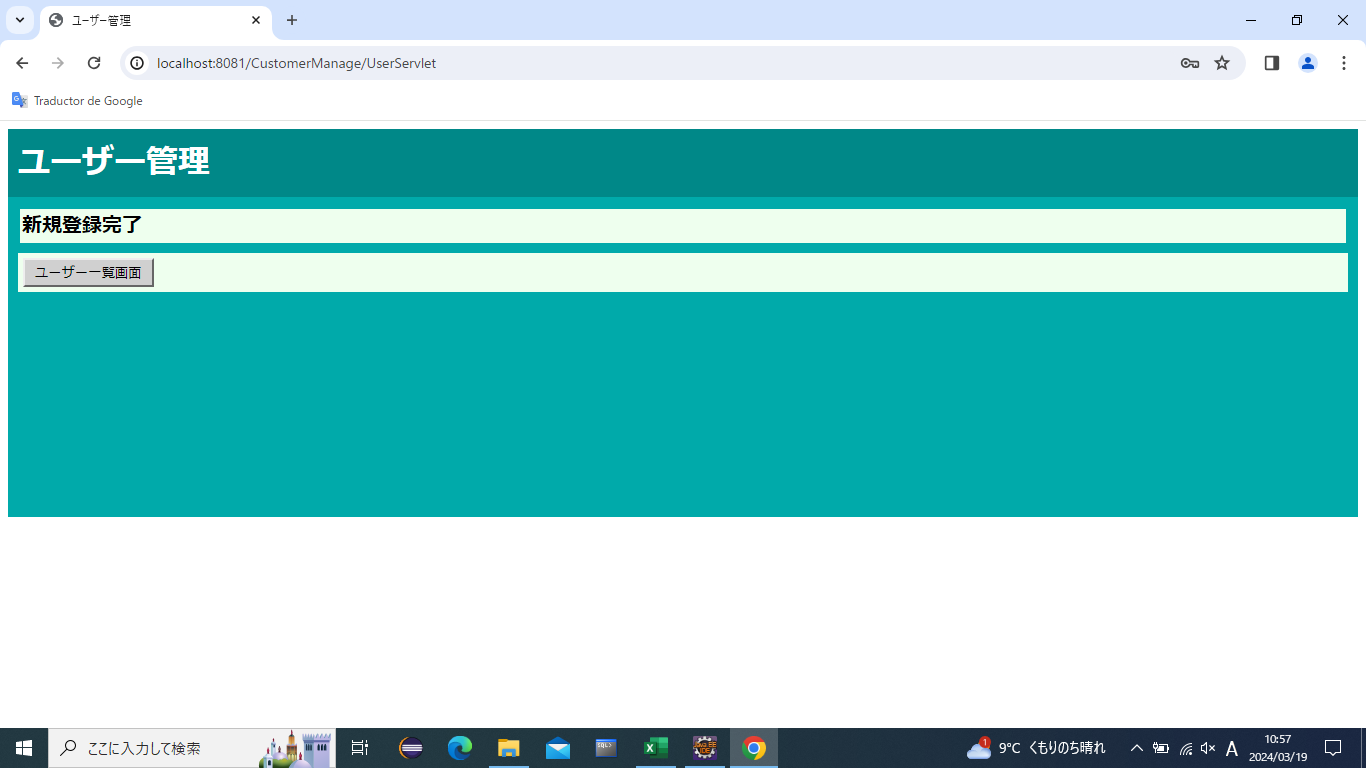 ユーザー管理
localhost:8081/CustomerManage/UserServlet
Traductor de Google
ユーザー管理
新規登録完了
ユーザー一覧画面
ここに入力して検索
1
9°C くもりのち晴れ
A
10:57
2024/03/19